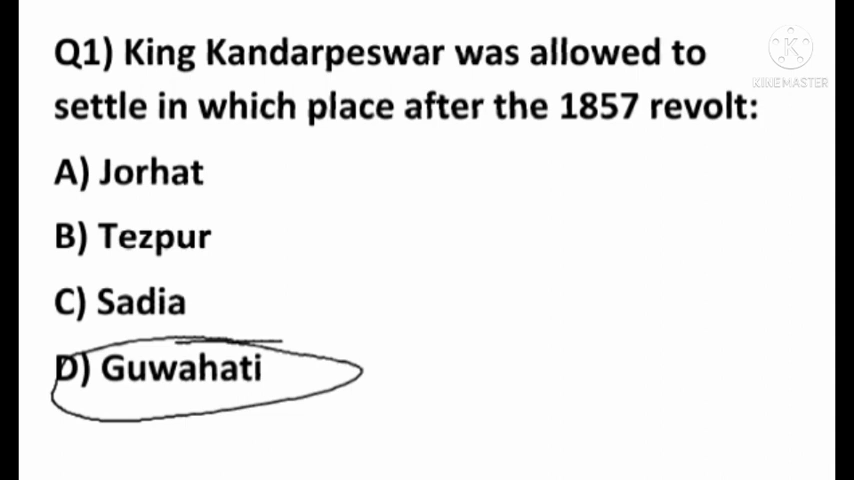 Q1) King Kandarpeswar was allowed to
settle in which place after the 1857 revolt:
A) Jorhat
B) Tezpur
C) Sadia
D) Guwahati
K
KINEMASTER